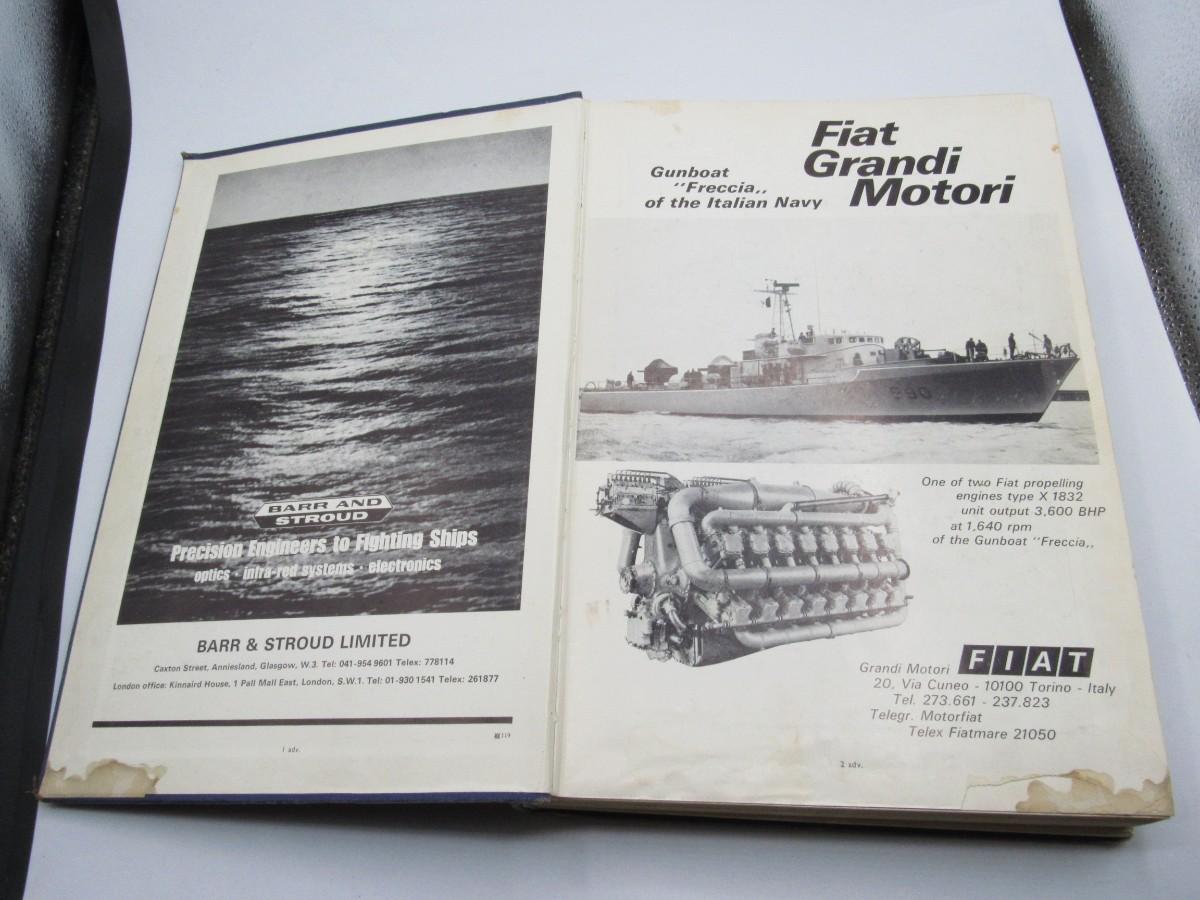 BARR AND
STROUD
Precision Engineers to Fighting Ships
optics · infra-red systems · electronics
BARR & STROUD LIMITED
Caxton Street, Anniesland, Glasgow, W.3. Tel: 041-954 9601 Telex: 778114
London office: Kinnaird House, 1 Pall Mall East, London, S.W.1. Tel: 01-930 1541 Telex: 261877
119
1 adv.
Fiat
Grandi
Motori
Gunboat
"Freccia,,
of the Italian Navy
P90
One of two Fiat propelling
engines type X 1832
unit output 3,600 BHP
at 1,640 rpm
of the Gunboat "Freccia,,
Grandi Motori FIAT
20, Via Cuneo - 10100 Torino - Italy
Tel. 273.661 - 237.823
Telegr. Motorfiat
Telex Fiatmare 21050
2 adv.